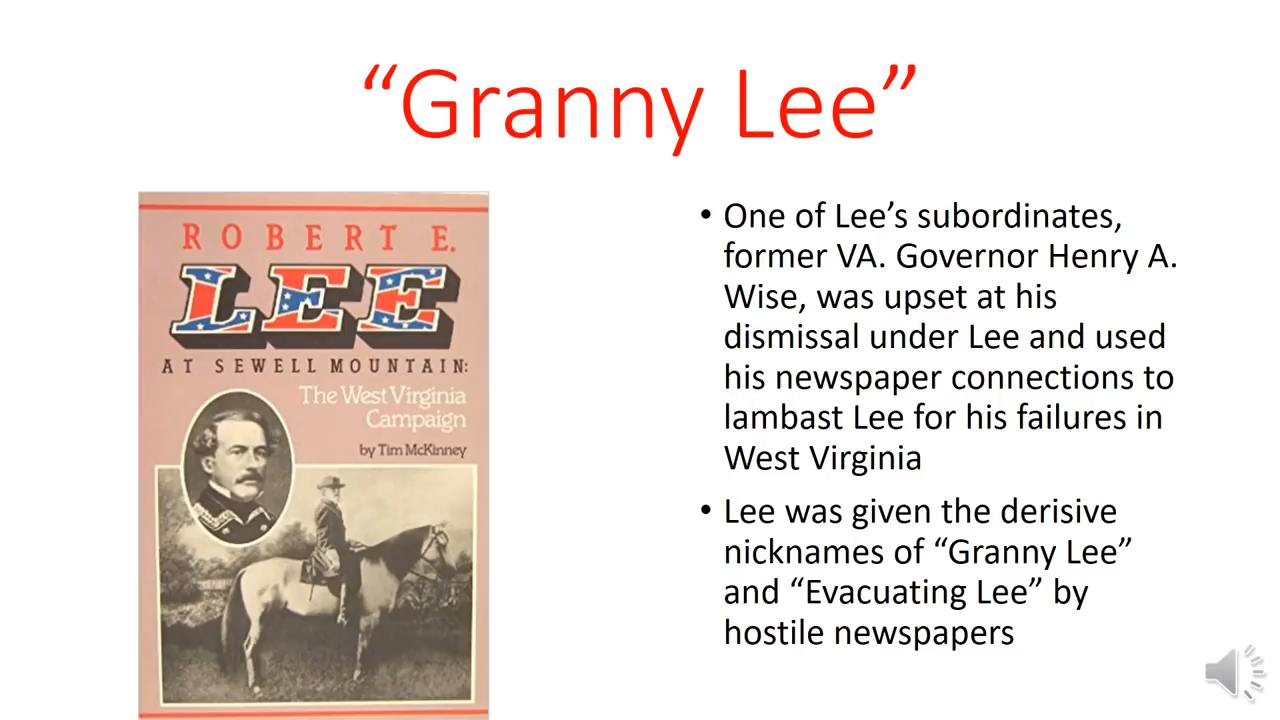 “Granny Lee”
ROBERT E.
LEE
AT SEWELL MOUNTAIN:
The West Virginia
Campaign
by Tim McKinney
• One of Lee’s subordinates,
former VA. Governor Henry A.
Wise, was upset at his
dismissal under Lee and used
his newspaper connections to
lambast Lee for his failures in
West Virginia
• Lee was given the derisive
nicknames of “Granny Lee”
and “Evacuating Lee” by
hostile newspapers